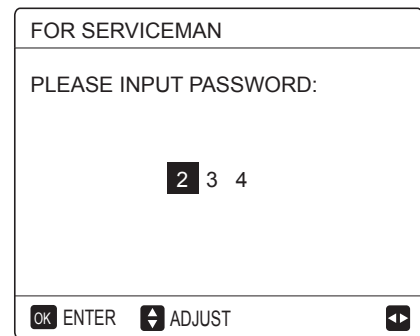 FOR SERVICEMAN
PLEASE INPUT PASSWORD:
2 3 4
OK ENTER ADJUST